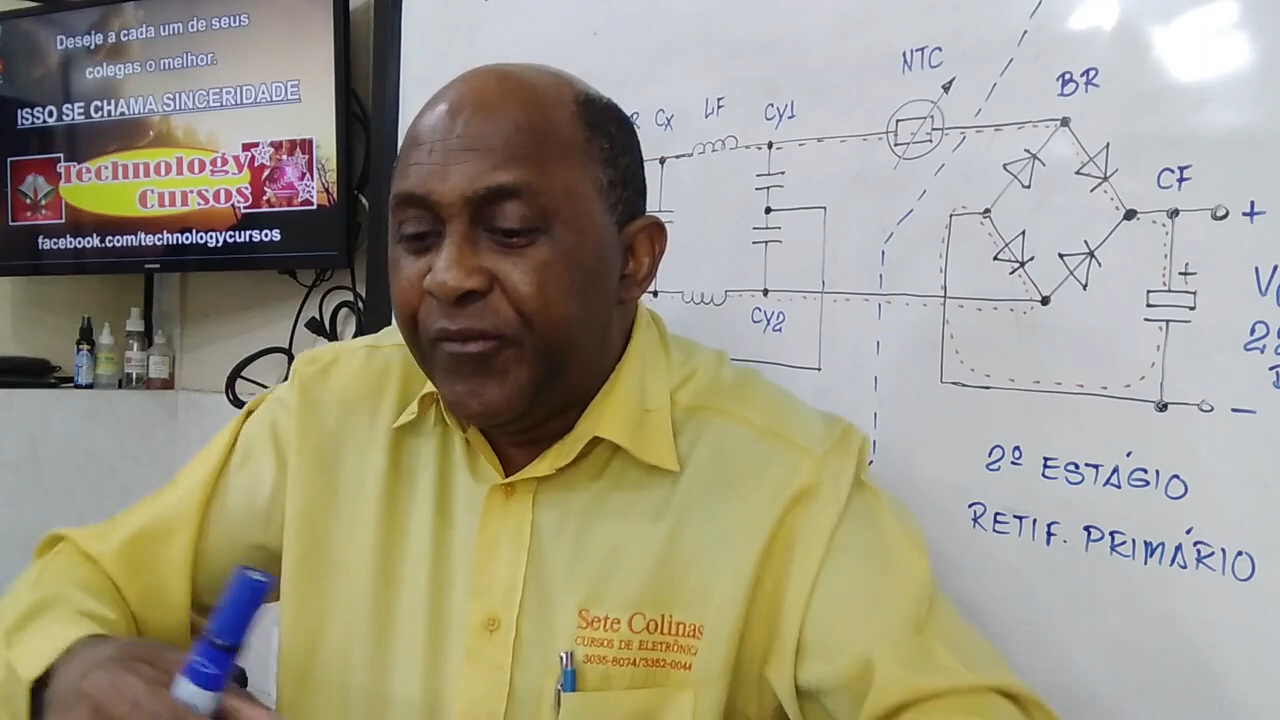 Deseje a cada um de seus
colegas o melhor.
ISSO SE CHAMA SINCERIDADE
Technology
Cursos
facebook.com/technologycursos
NTC
BR
Cx
LF
Cy1
CF
+
+
Cy2
-
2º ESTÁGIO
RETIF. PRIMÁRIO
Sete Colinas
CURSOS DE ELETRÔNICA
3035-8074/3352-0044